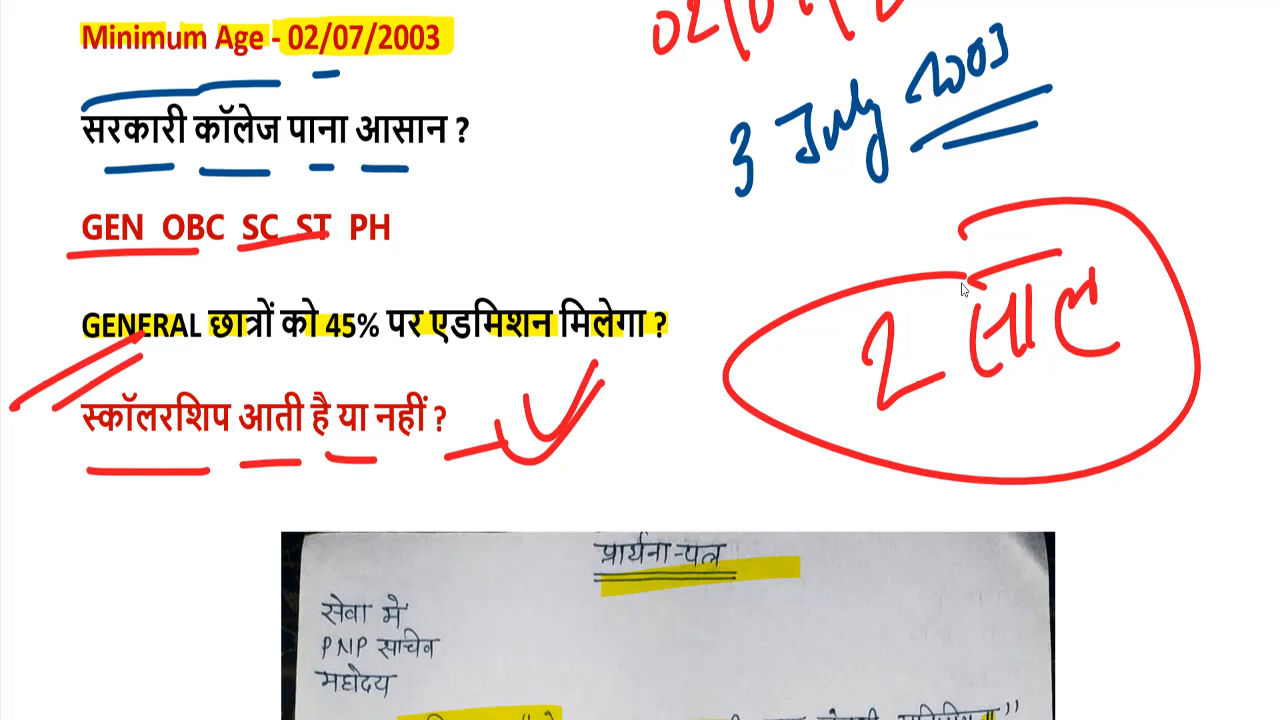 Minimum Age - 02/07/2003
3 July 2003
सरकारी कॉलेज पाना आसान ?
GEN OBC SC ST PH
2 साल
GENERAL छात्रों को 45% पर एडमिशन मिलेगा ?
स्कॉलरशिप आती है या नहीं ?
प्रार्थना-पत्र
सेवा में
PNP सचिव
महोदय